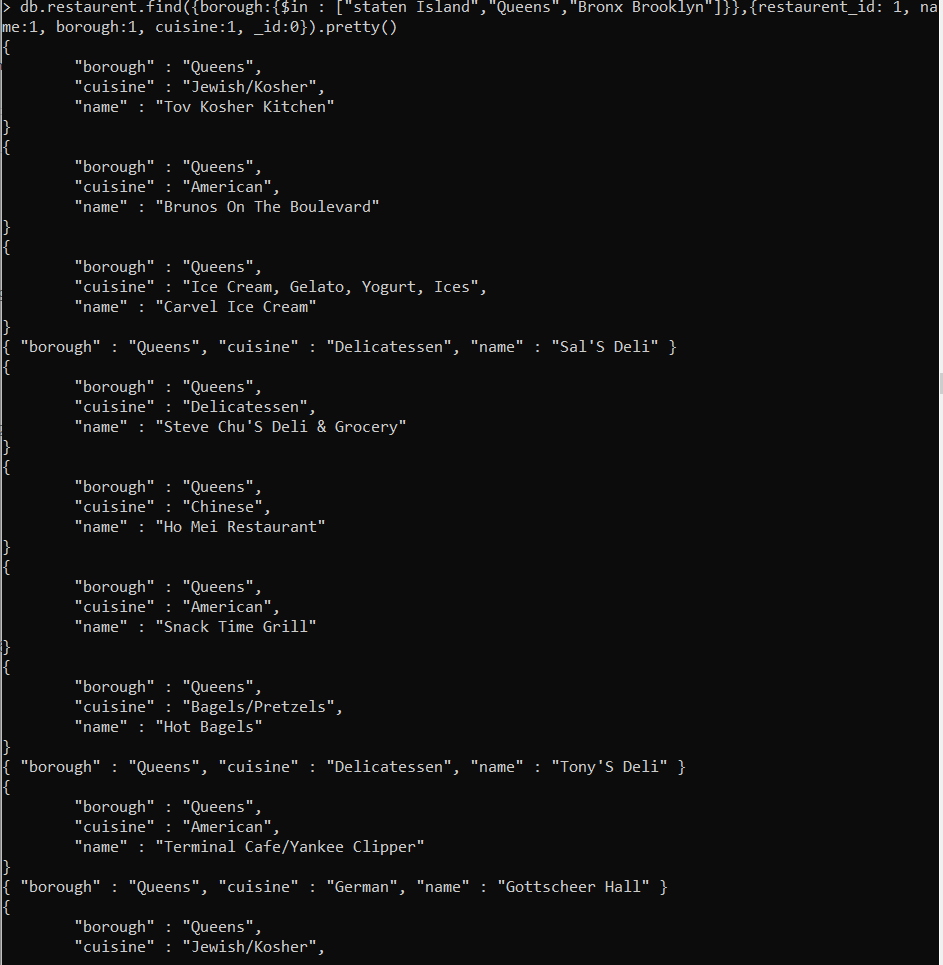 > db.restaurent.find({borough:{$in : ["staten Island","Queens","Bronx Brooklyn"]}},{restaurent_id: 1, na
me:1, borough:1, cuisine:1, _id:0}).pretty()
{
        "borough" : "Queens",
        "cuisine" : "Jewish/Kosher",
        "name" : "Tov Kosher Kitchen"
}
{
        "borough" : "Queens",
        "cuisine" : "American",
        "name" : "Brunos On The Boulevard"
}
{
        "borough" : "Queens",
        "cuisine" : "Ice Cream, Gelato, Yogurt, Ices",
        "name" : "Carvel Ice Cream"
}
{ "borough" : "Queens", "cuisine" : "Delicatessen", "name" : "Sal'S Deli" }
{
        "borough" : "Queens",
        "cuisine" : "Delicatessen",
        "name" : "Steve Chu'S Deli & Grocery"
}
{
        "borough" : "Queens",
        "cuisine" : "Chinese",
        "name" : "Ho Mei Restaurant"
}
{
        "borough" : "Queens",
        "cuisine" : "American",
        "name" : "Snack Time Grill"
}
{
        "borough" : "Queens",
        "cuisine" : "Bagels/Pretzels",
        "name" : "Hot Bagels"
}
{ "borough" : "Queens", "cuisine" : "Delicatessen", "name" : "Tony'S Deli" }
{
        "borough" : "Queens",
        "cuisine" : "American",
        "name" : "Terminal Cafe/Yankee Clipper"
}
{ "borough" : "Queens", "cuisine" : "German", "name" : "Gottscheer Hall" }
{
        "borough" : "Queens",
        "cuisine" : "Jewish/Kosher",